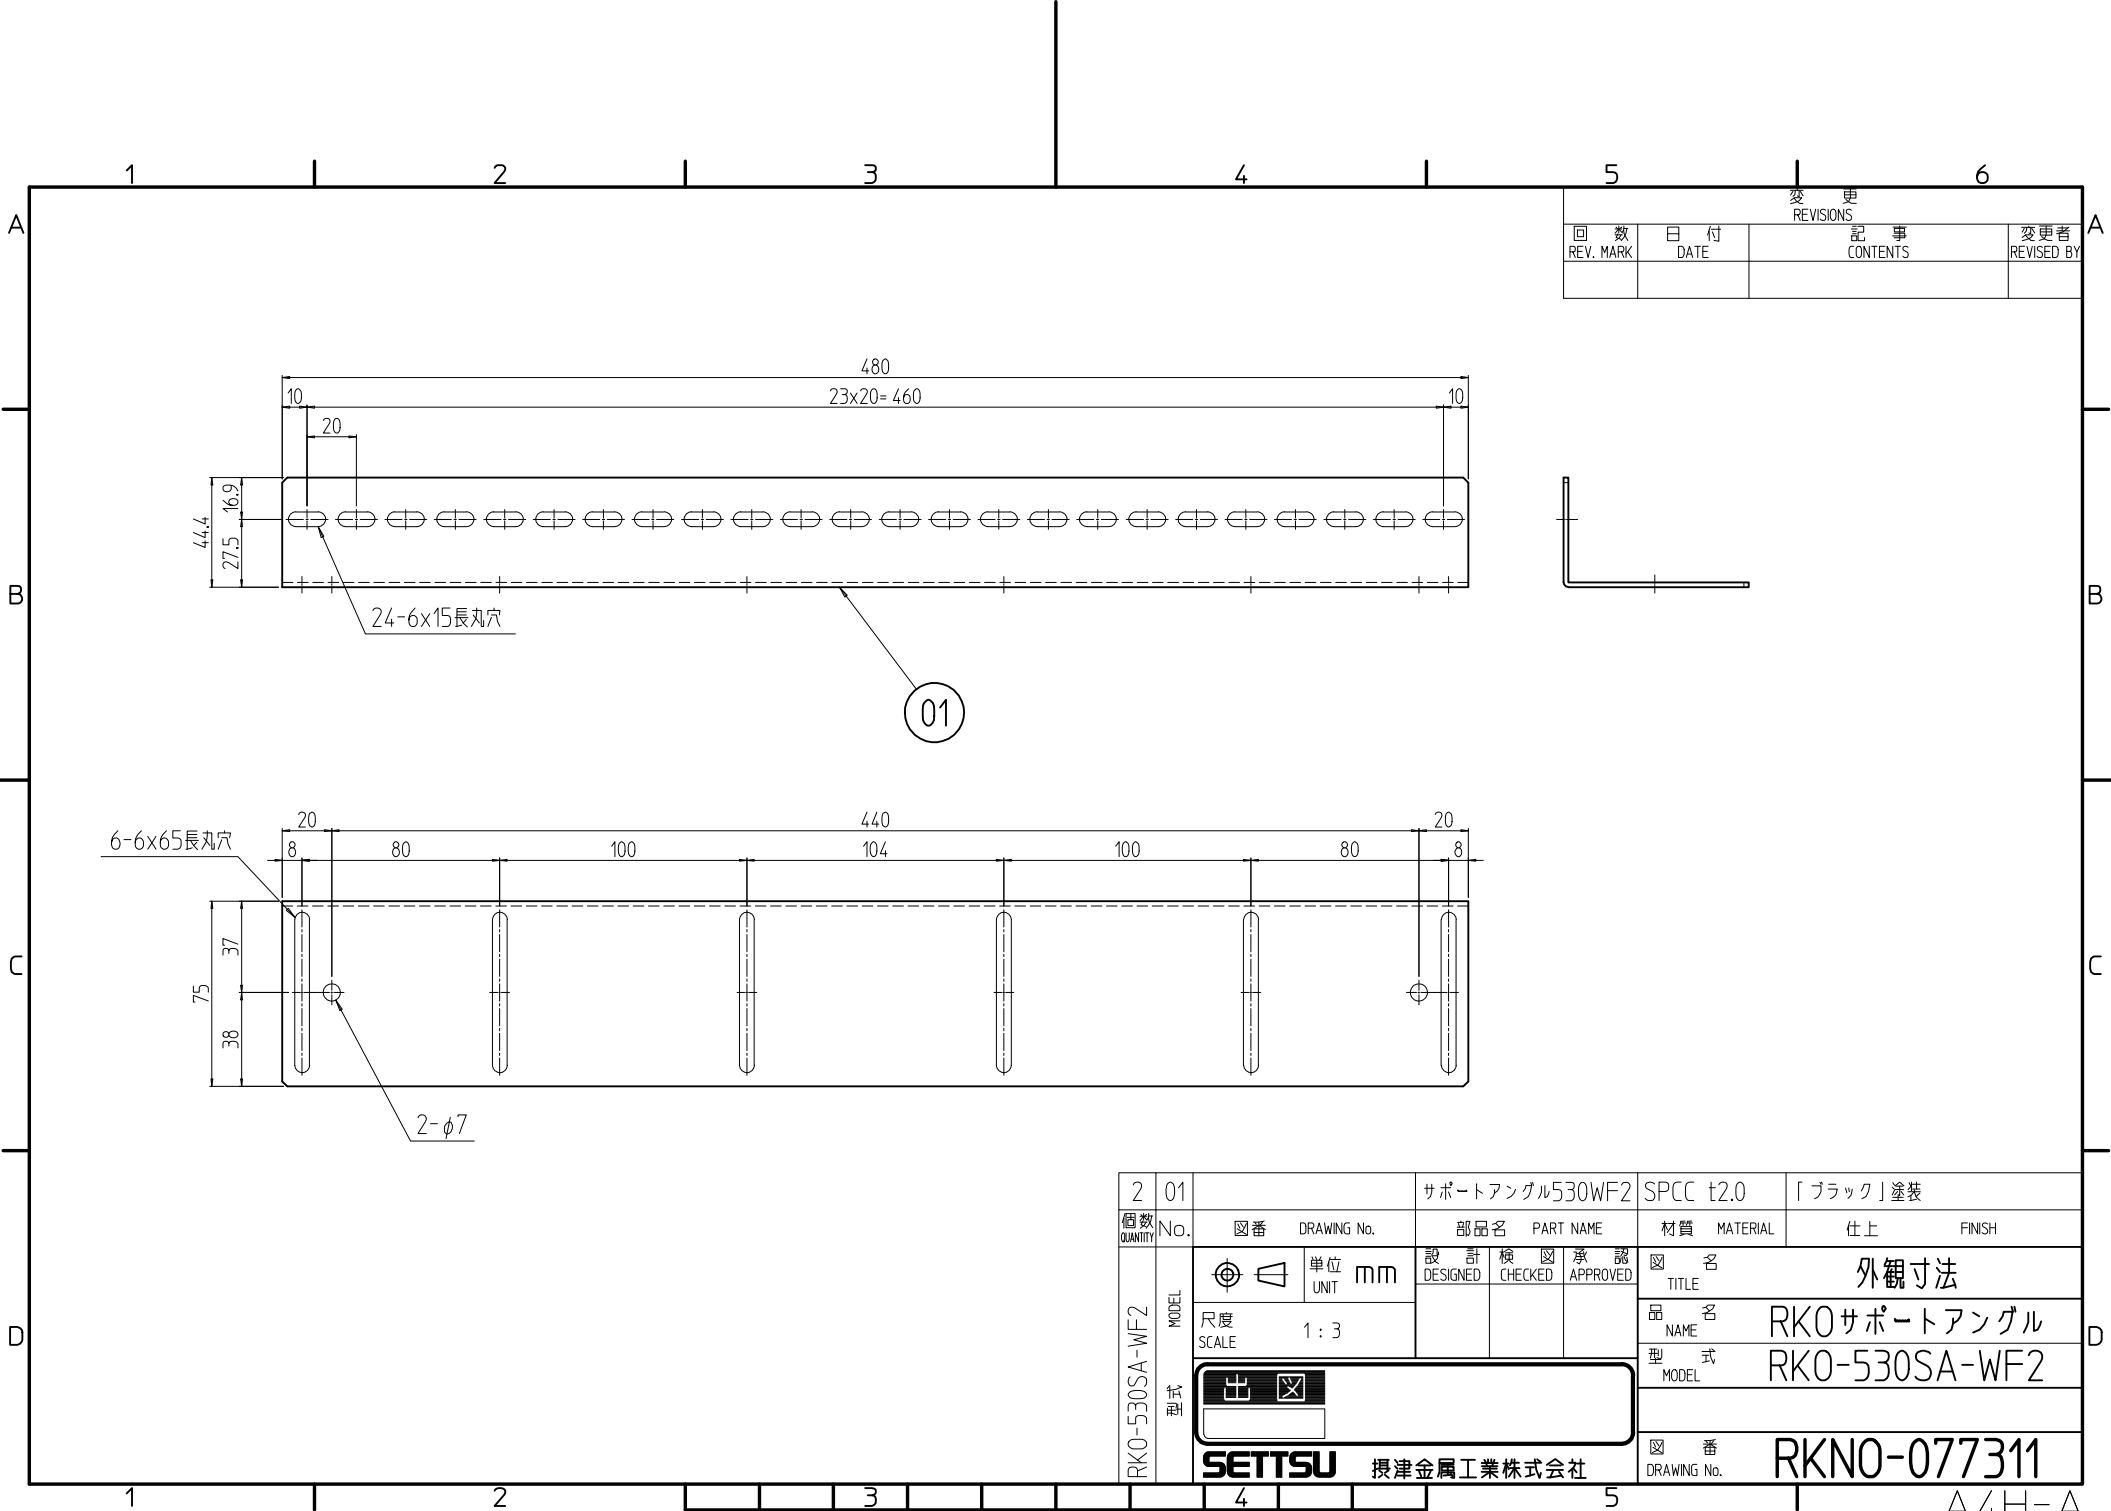 1 2 3 4 5 6
A A
変 更
REVISIONS
回 数 日 付 記 事 変更者
REV. MARK DATE CONTENTS REVISED BY
480
10 23x20=460 10
20
44.4 16.9 27.5
24-6x15長丸穴
B B
01
20 440 20
6-6x65長丸穴
8 80 100 104 100 80 8
75 37 38
C C
2-φ7
2 01 サポートアングル530WF2 SPCC t2.0 「ブラック」塗装
個数 No. 図番 DRAWING No. 部品名 PART NAME 材質 MATERIAL 仕上 FINISH
QUANTITY
単位 mm
UNIT
設 計 検 図 承 認
DESIGNED CHECKED APPROVED
図 名 外観寸法
TITLE
尺度 1:3
SCALE
品 名 RKOサポートアングル
NAME
型 式 RKO-530SA-WF2
MODEL
RKO-530SA-WF2
型式 MODEL
D D
出 図
SETTSU 摂津金属工業株式会社
図 番 RKNO-077311
DRAWING No.
1 2 3 4 5